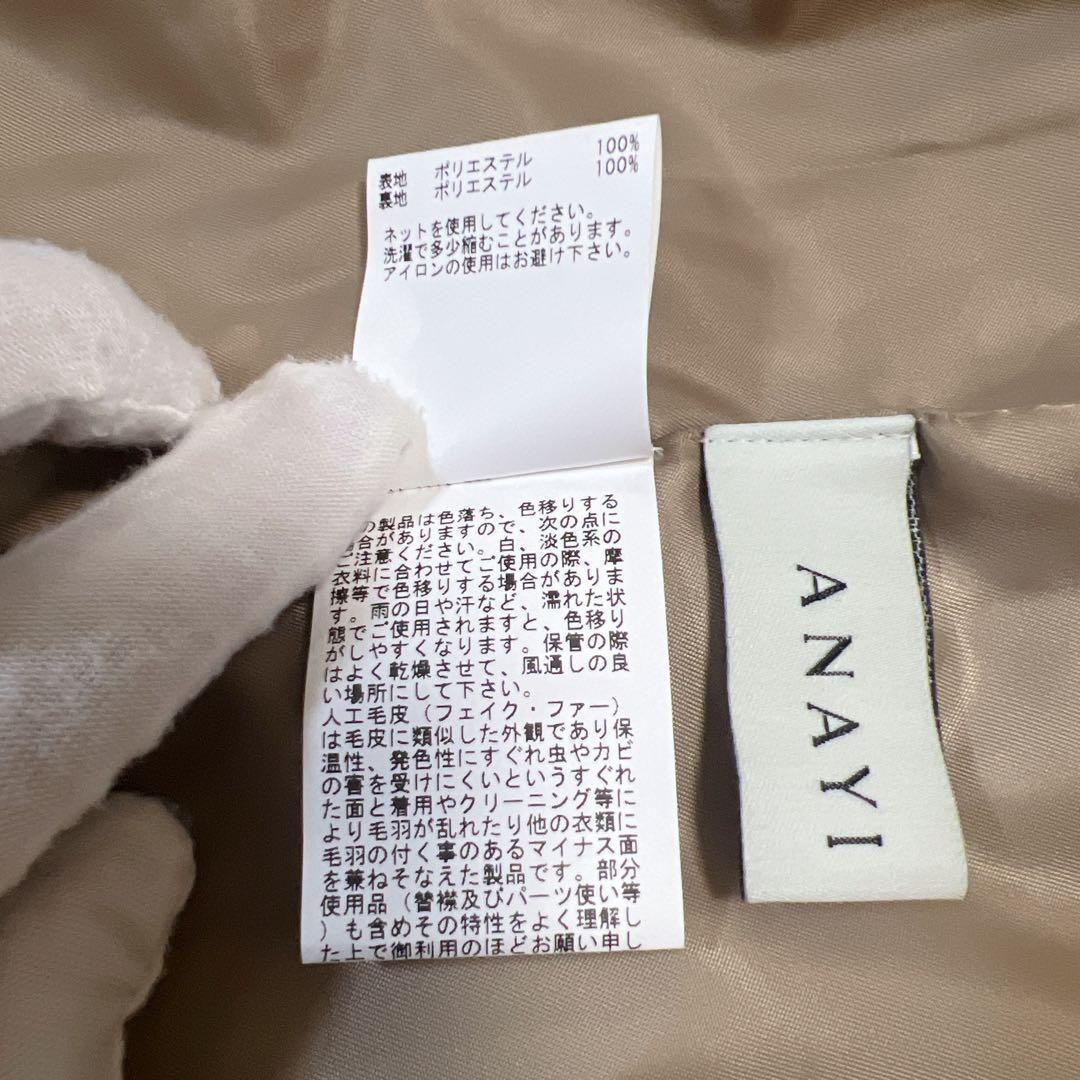 表地 ポリエステル 100%
裏地 ポリエステル 100%
ネットを使用してください。
洗濯で多少縮むことがあります。
アイロンの使用はお避け下さい。
製品は色落ち、色移りする
合がありますので、次の点に
ご注意ください。白、淡色系の
衣料に合わせてご使用の際、摩
擦等で色移りする場合がありま
す。雨の日や汗など、濡れた状
態でご使用されますと、色移り
がしやすくなります。保管の際
はよく乾燥させて、風通しの良
い場所にして下さい。
人工毛皮（フェイク・ファー）
は毛皮に類似した外観であり保
温性、発色性にすぐれ虫やカビ
の害を受けにくいというすぐれ
た面と着用やクリーニング等に
より毛羽が乱れたり他の衣類に
毛羽の付く事のあるマイナス面
を兼ねそなえた製品です。部分
使用品（替襟及びパーツ使い等
）も含めその特性をよく理解し
た上で御利用のほどお願い申し
ANAYI